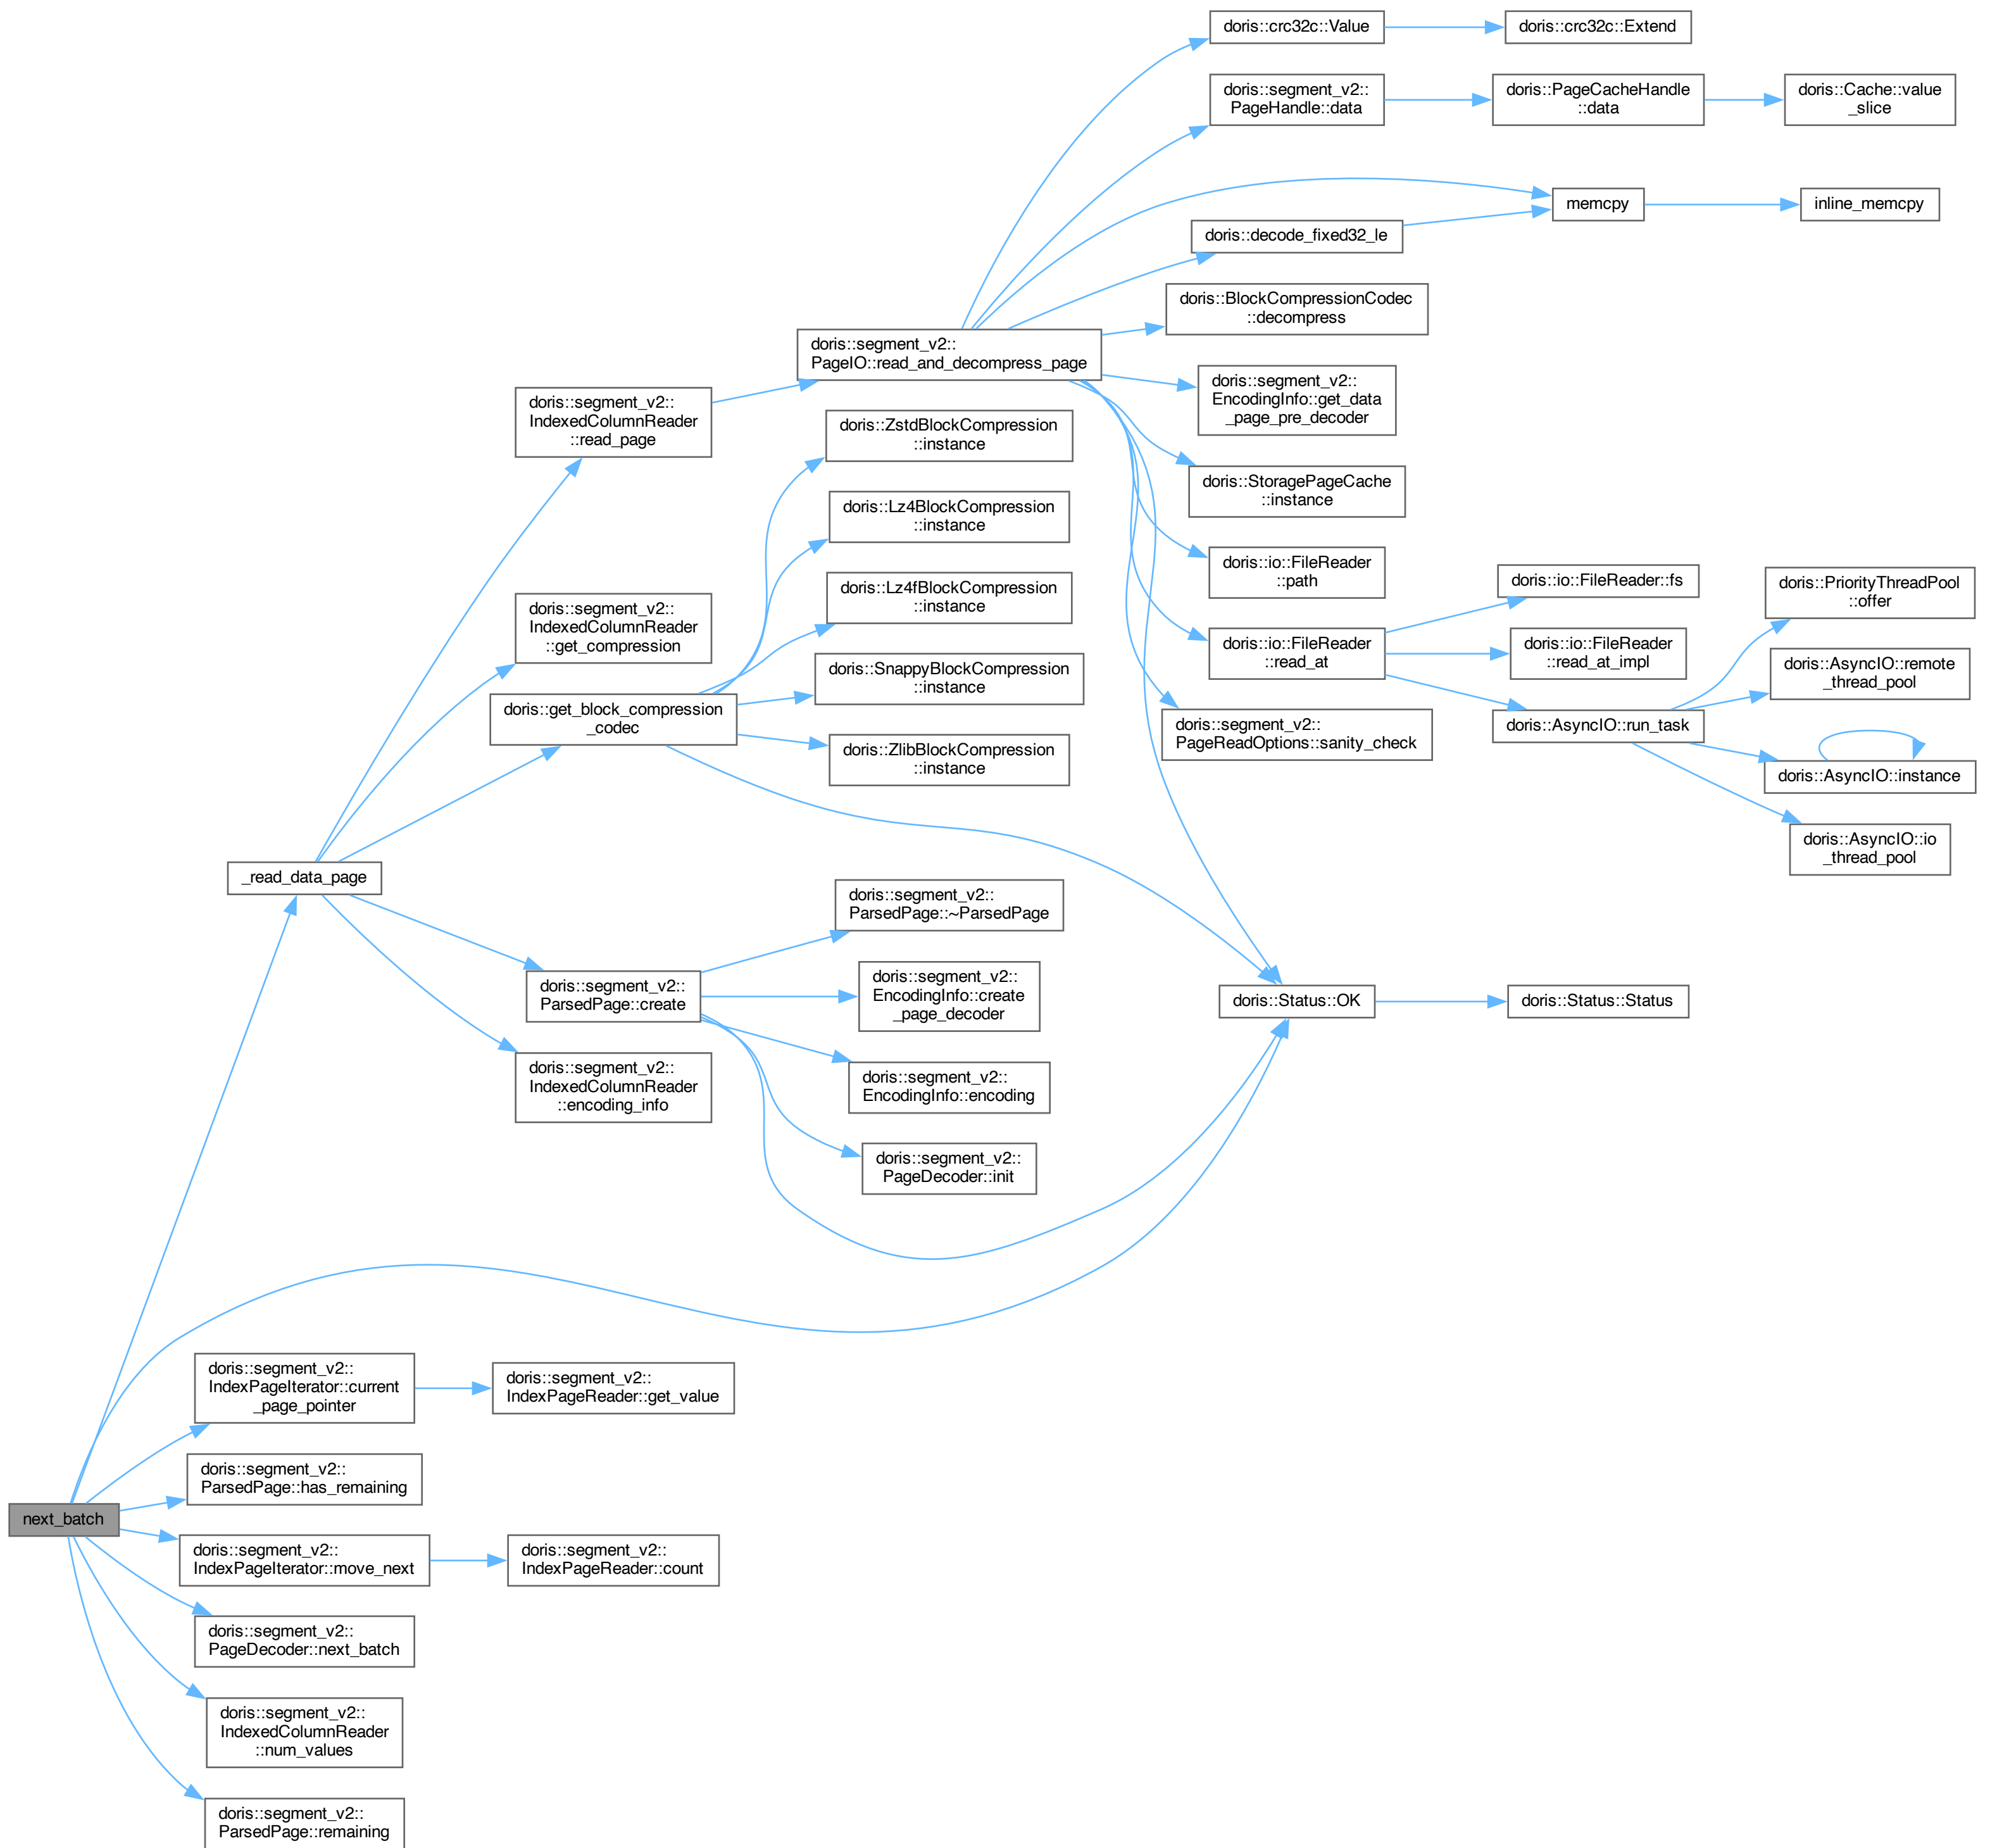 doris::crc32c::Value
doris::crc32c::Extend
doris::segment_v2::
PageHandle::data
doris::PageCacheHandle
::data
doris::Cache::value
_slice
memcpy
inline_memcpy
doris::decode_fixed32_le
doris::BlockCompressionCodec
::decompress
doris::segment_v2::
PageIO::read_and_decompress_page
doris::segment_v2::
EncodingInfo::get_data
_page_pre_decoder
doris::segment_v2::
IndexedColumnReader
::read_page
doris::ZstdBlockCompression
::instance
doris::StoragePageCache
::instance
doris::Lz4BlockCompression
::instance
doris::io::FileReader
::path
doris::Lz4fBlockCompression
::instance
doris::io::FileReader::fs
doris::PriorityThreadPool
::offer
doris::segment_v2::
IndexedColumnReader
::get_compression
doris::io::FileReader
::read_at
doris::io::FileReader
::read_at_impl
doris::SnappyBlockCompression
::instance
doris::AsyncIO::remote
_thread_pool
doris::get_block_compression
_codec
doris::segment_v2::
PageReadOptions::sanity_check
doris::AsyncIO::run_task
doris::ZlibBlockCompression
::instance
doris::AsyncIO::instance
doris::AsyncIO::io
_thread_pool
_read_data_page
doris::segment_v2::
ParsedPage::~ParsedPage
doris::segment_v2::
ParsedPage::create
doris::segment_v2::
EncodingInfo::create
_page_decoder
doris::Status::OK
doris::Status::Status
doris::segment_v2::
IndexedColumnReader
::encoding_info
doris::segment_v2::
EncodingInfo::encoding
doris::segment_v2::
PageDecoder::init
doris::segment_v2::
IndexPageIterator::current
_page_pointer
doris::segment_v2::
IndexPageReader::get_value
doris::segment_v2::
ParsedPage::has_remaining
next_batch
doris::segment_v2::
IndexPageIterator::move_next
doris::segment_v2::
IndexPageReader::count
doris::segment_v2::
PageDecoder::next_batch
doris::segment_v2::
IndexedColumnReader
::num_values
doris::segment_v2::
ParsedPage::remaining